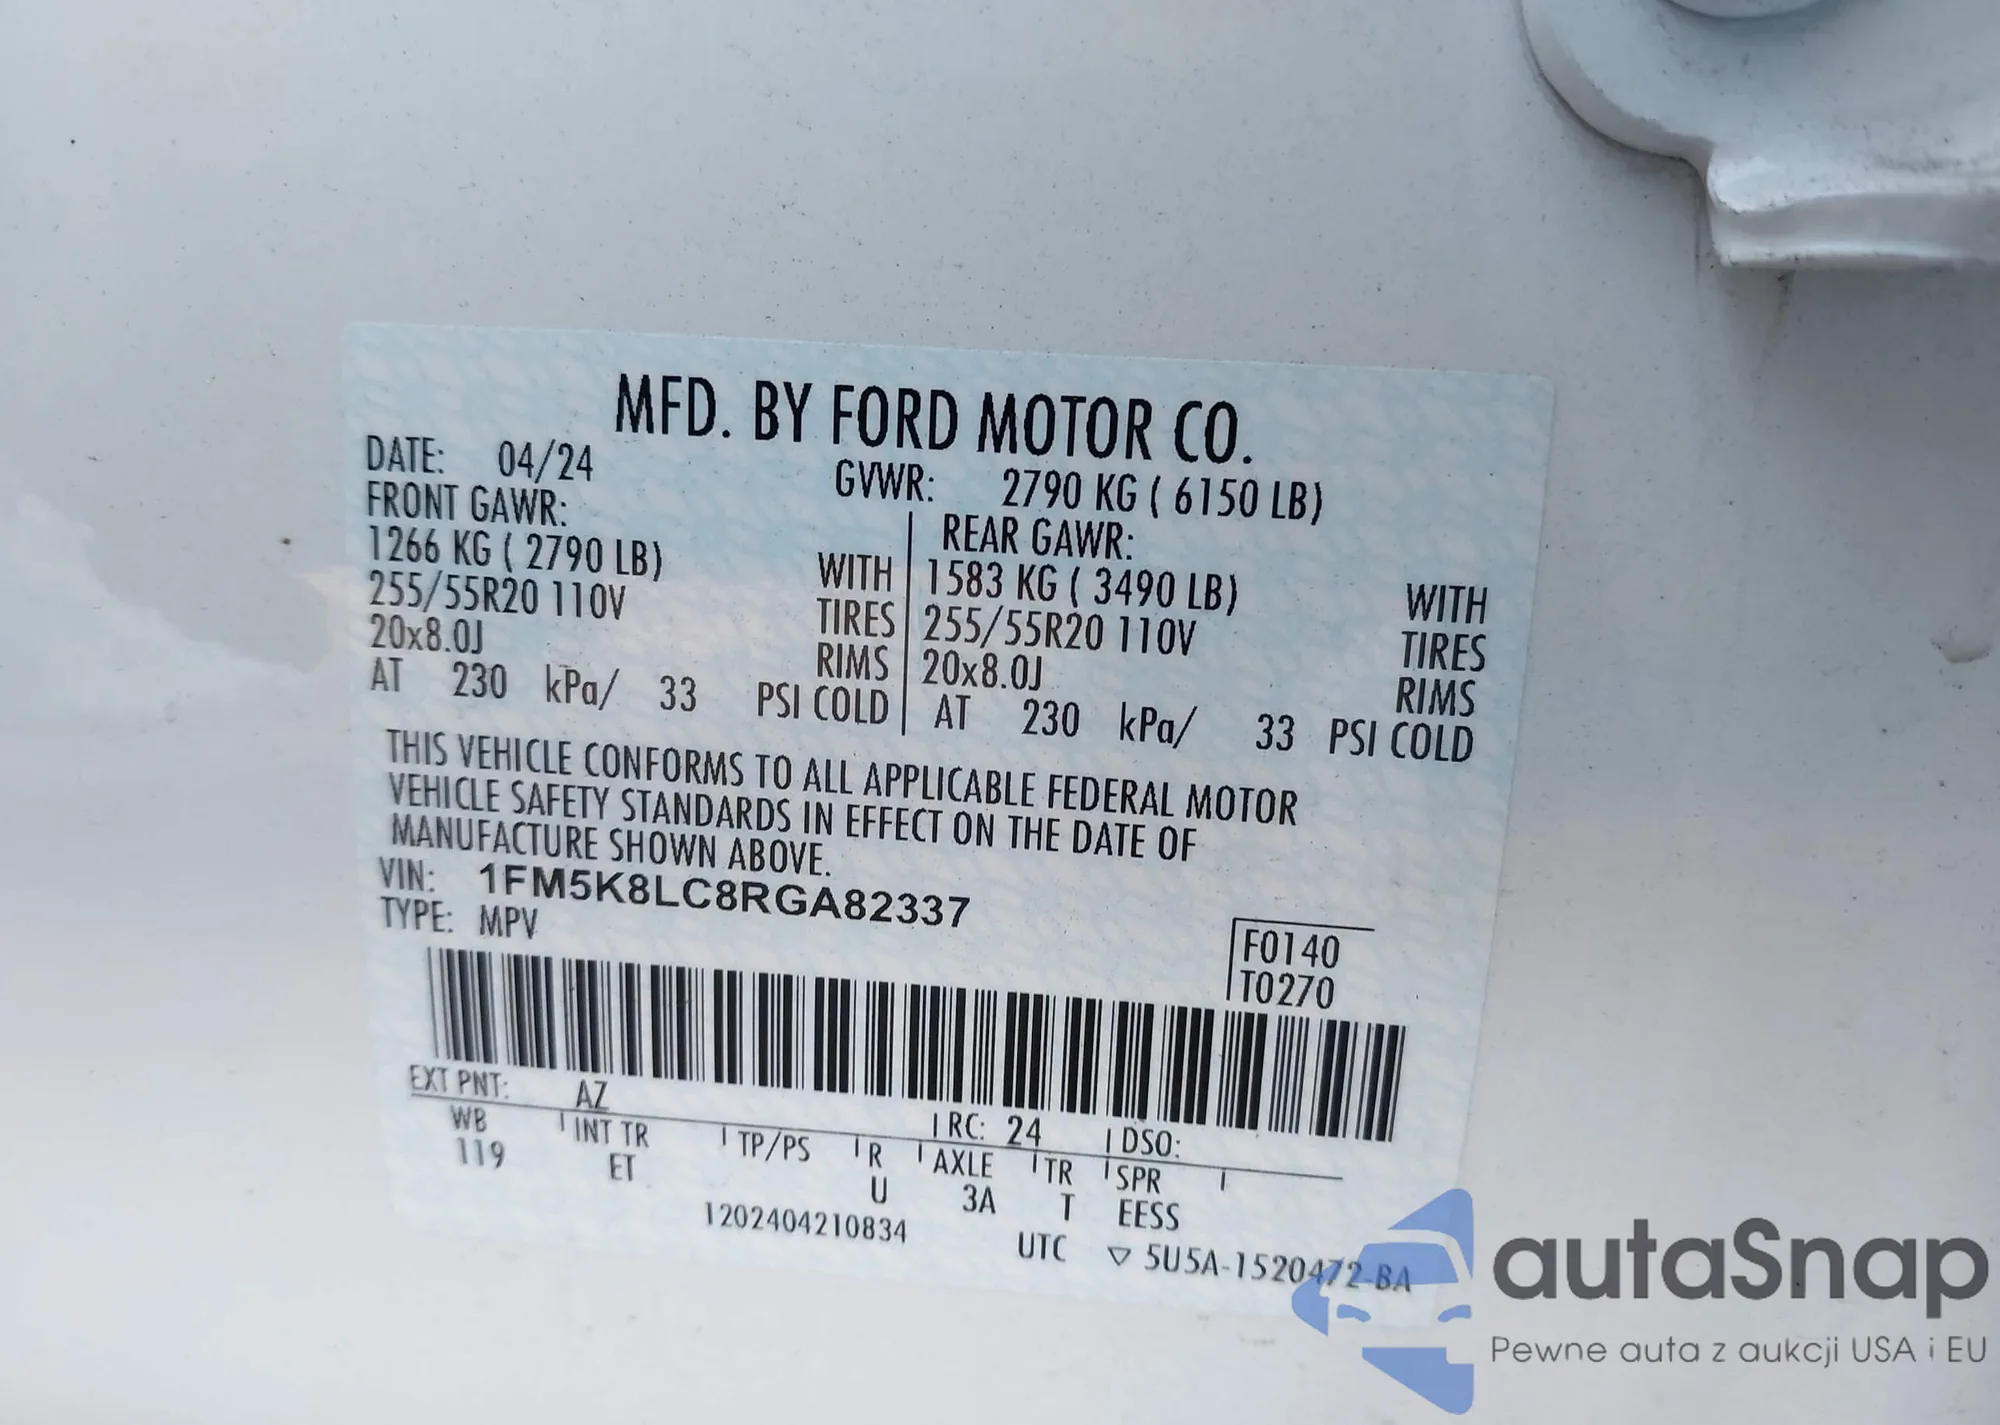 MFD. BY FORD MOTOR CO.
DATE: 04/24 GVWR: 2790 KG ( 6150 LB)
FRONT GAWR: REAR GAWR:
1266 KG ( 2790 LB) WITH 1583 KG ( 3490 LB) WITH
255/55R20 110V TIRES 255/55R20 110V TIRES
20x8.0J RIMS 20x8.0J RIMS
AT 230 kPa/ 33 PSI COLD AT 230 kPa/ 33 PSI COLD
THIS VEHICLE CONFORMS TO ALL APPLICABLE FEDERAL MOTOR
VEHICLE SAFETY STANDARDS IN EFFECT ON THE DATE OF
MANUFACTURE SHOWN ABOVE.
VIN: 1FM5K8LC8RGA82337
TYPE: MPV
F0140
T0270
EXT PNT: AZ RC: 24 DSO:
WB INT TR TP/PS R AXLE TR SPR
119 ET U 3A T EESS
1202404210834 UTC ▽ 5U5A-1520472-BA
autaSnap
Pewne auta z aukcji USA i EU